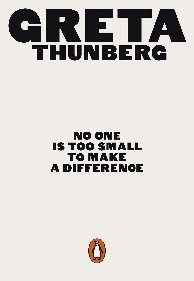 GRETA
THUNBERG
NO ONE
IS TOO SMALL
TO MAKE
A DIFFERENCE